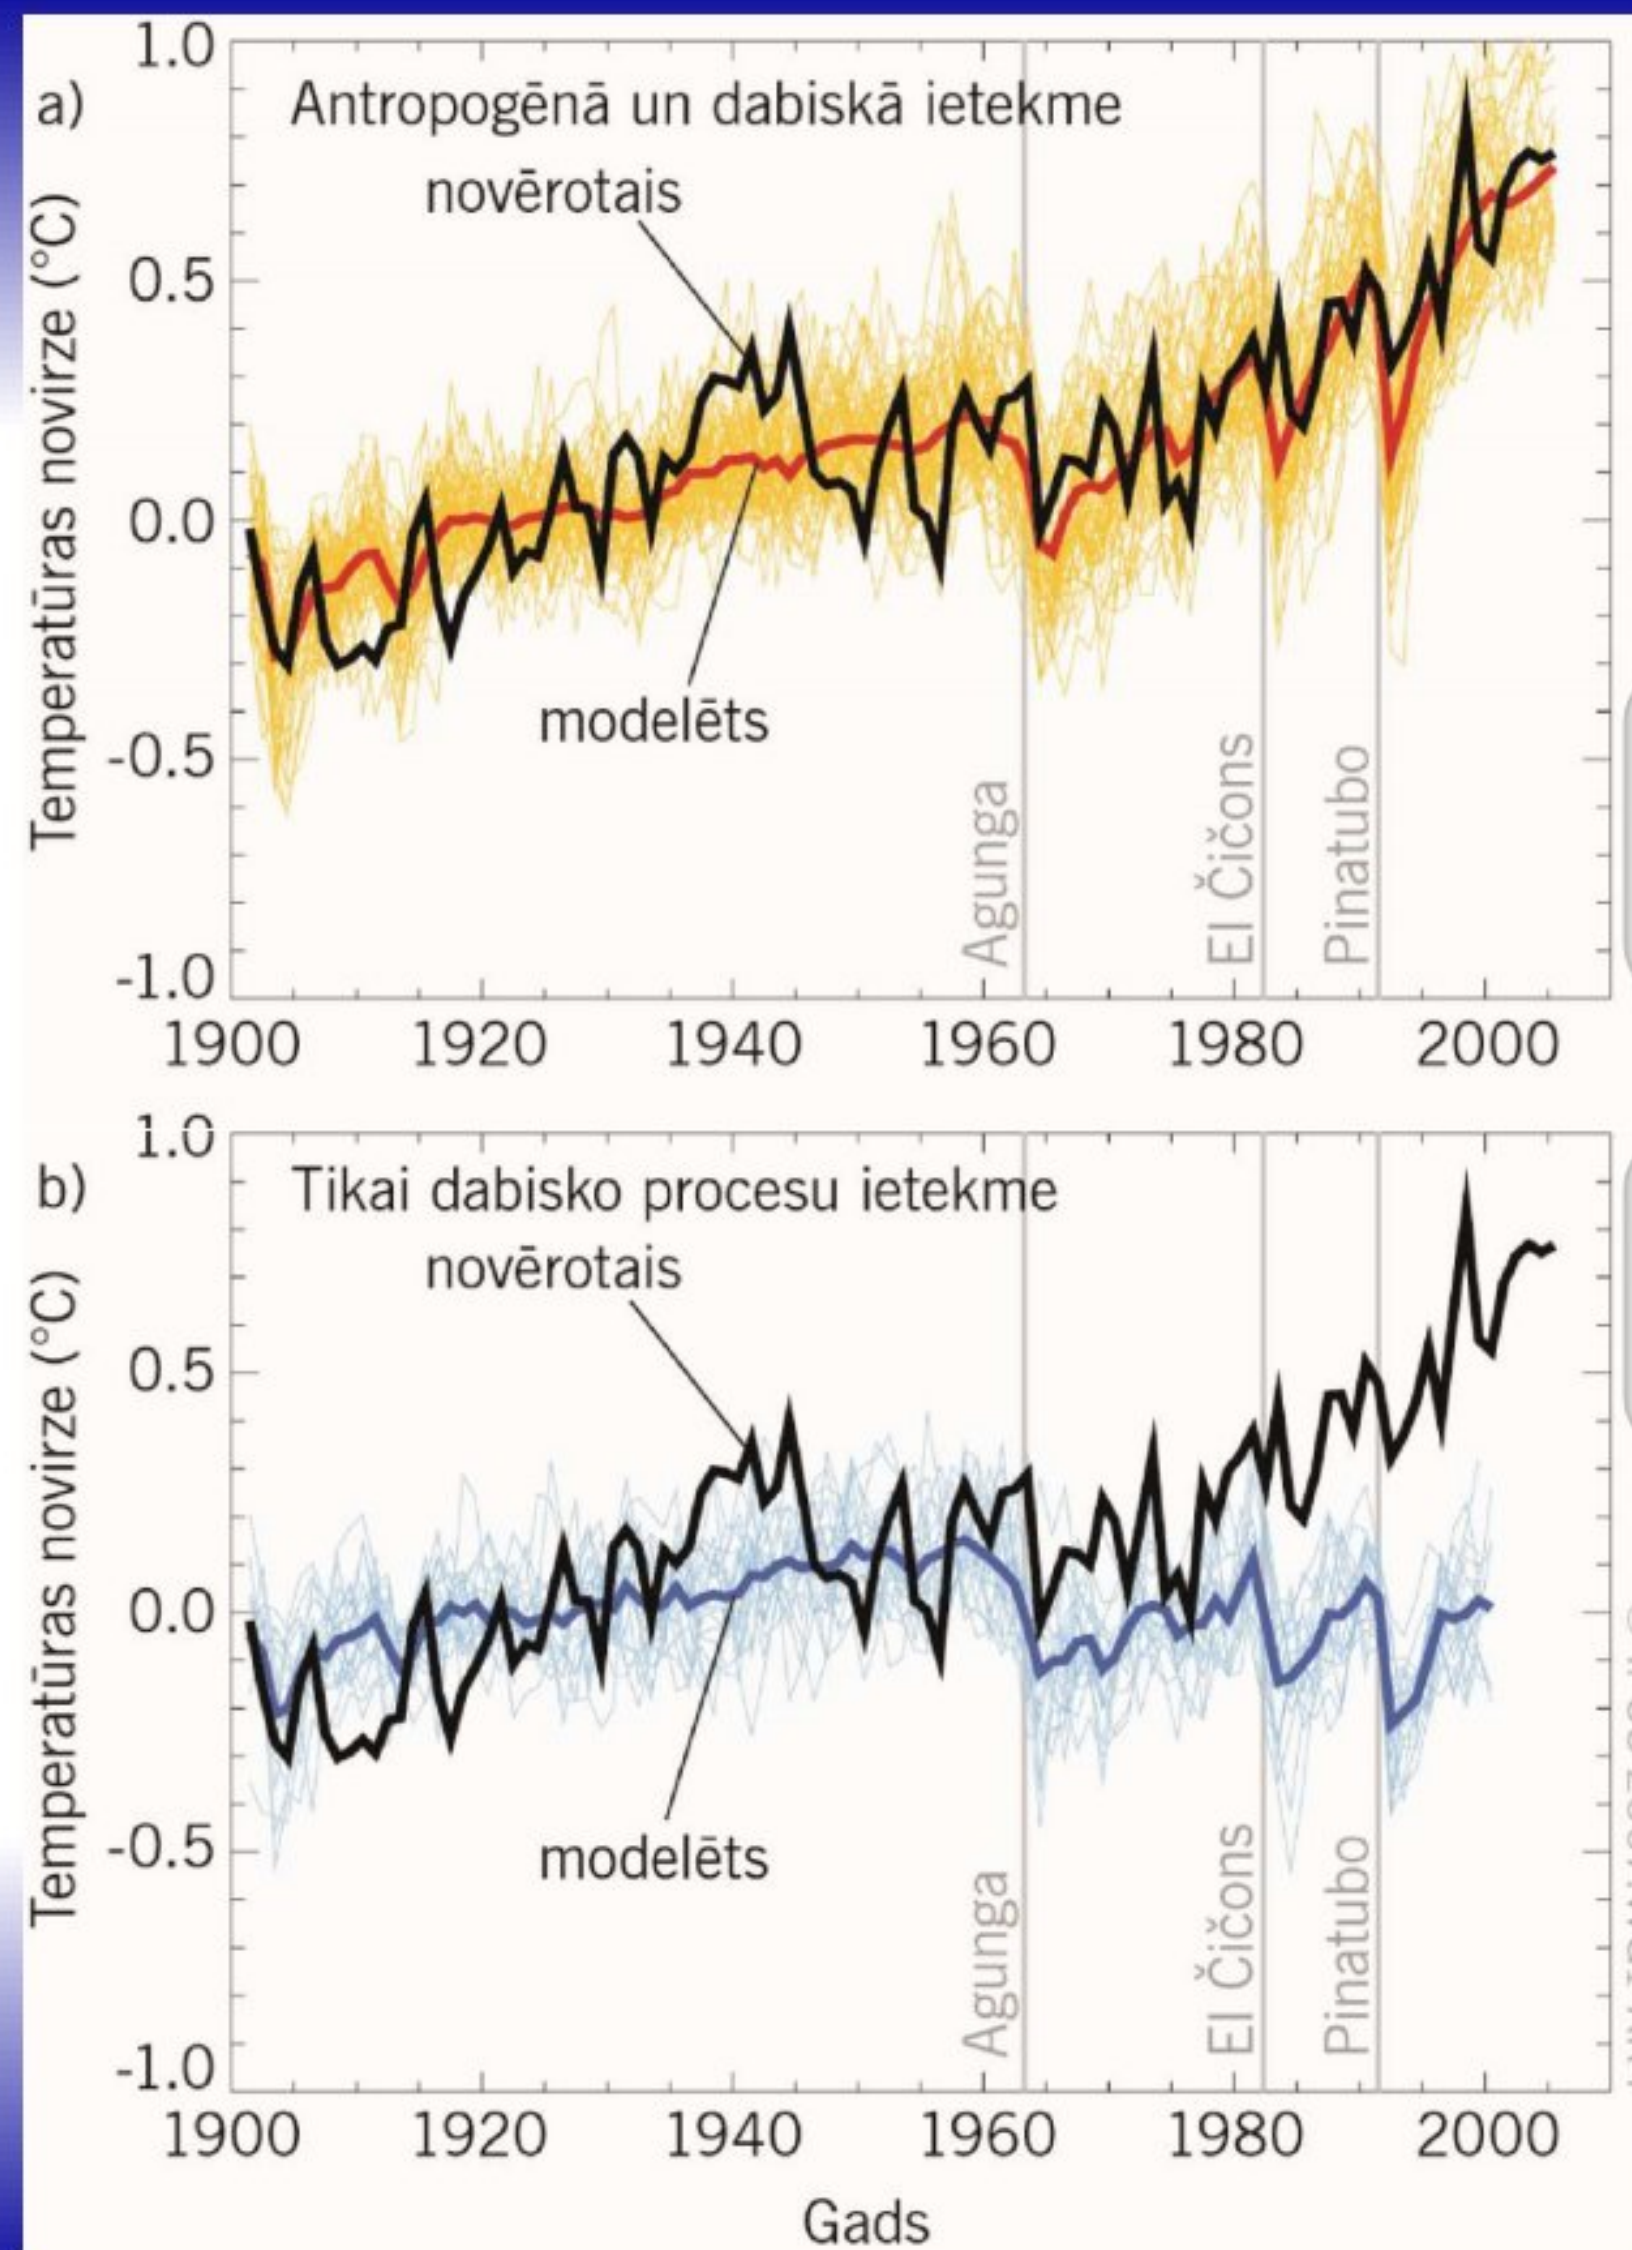 a)
Antropogēnā un dabiskā ietekme
novērotais
modelēts
Temperatūras novirze (°C)
1.0
0.5
0.0
-0.5
-1.0
Agunga
El Čičons
Pinatubo
1900 1920 1940 1960 1980 2000
b)
Tikai dabisko procesu ietekme
novērotais
modelēts
Temperatūras novirze (°C)
1.0
0.5
0.0
-0.5
-1.0
Agunga
El Čičons
Pinatubo
1900 1920 1940 1960 1980 2000
Gads